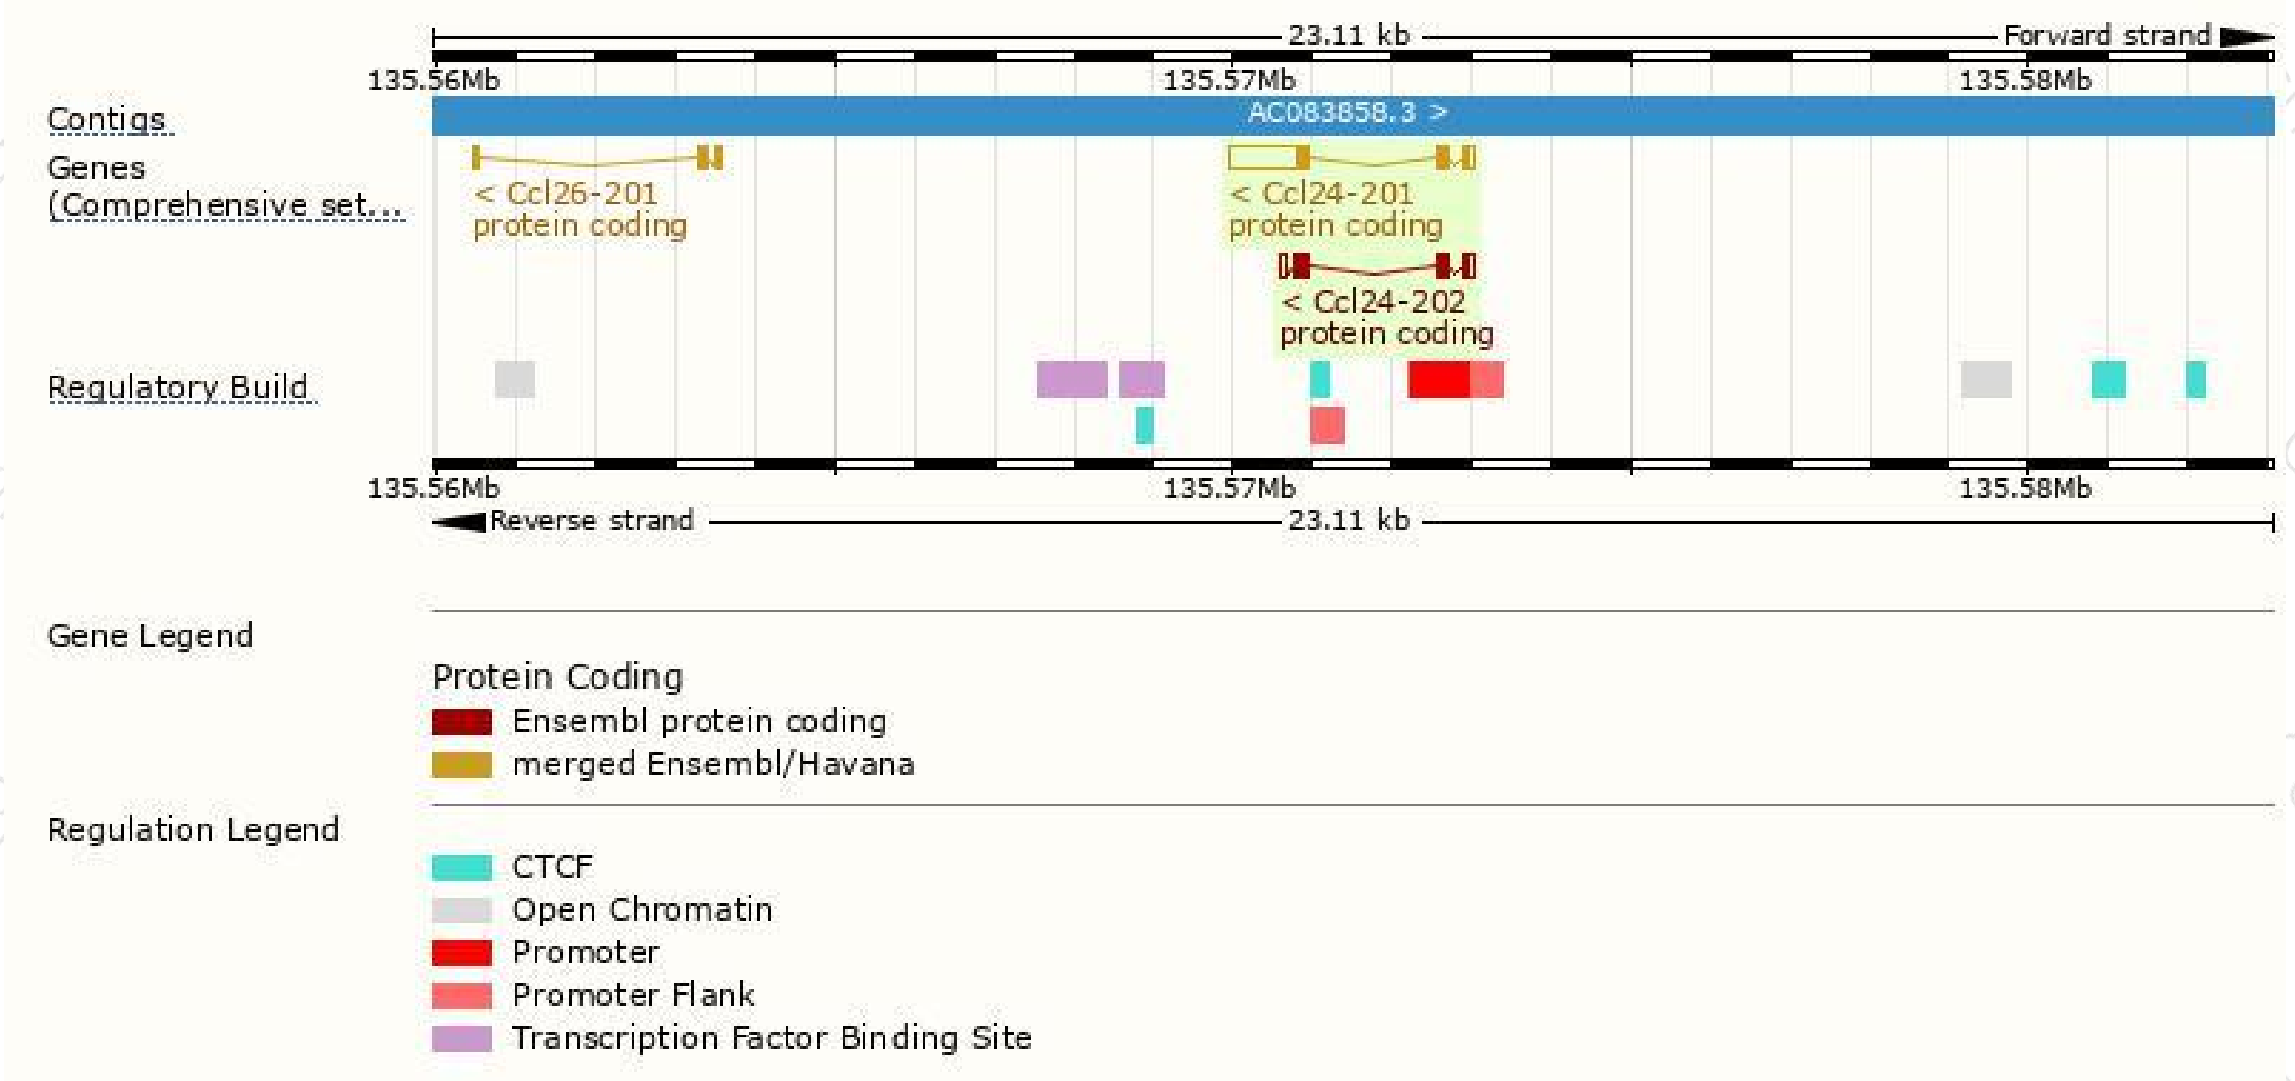 23.11 kb Forward strand
135.56Mb 135.57Mb 135.58Mb
Contigs AC083858.3 >
Genes
(Comprehensive set...
< Ccl26-201 < Ccl24-201
protein coding protein coding
< Ccl24-202
protein coding
Regulatory Build
135.56Mb 135.57Mb 135.58Mb
Reverse strand 23.11 kb
Gene Legend
Protein Coding
Ensembl protein coding
merged Ensembl/Havana
Regulation Legend
CTCF
Open Chromatin
Promoter
Promoter Flank
Transcription Factor Binding Site